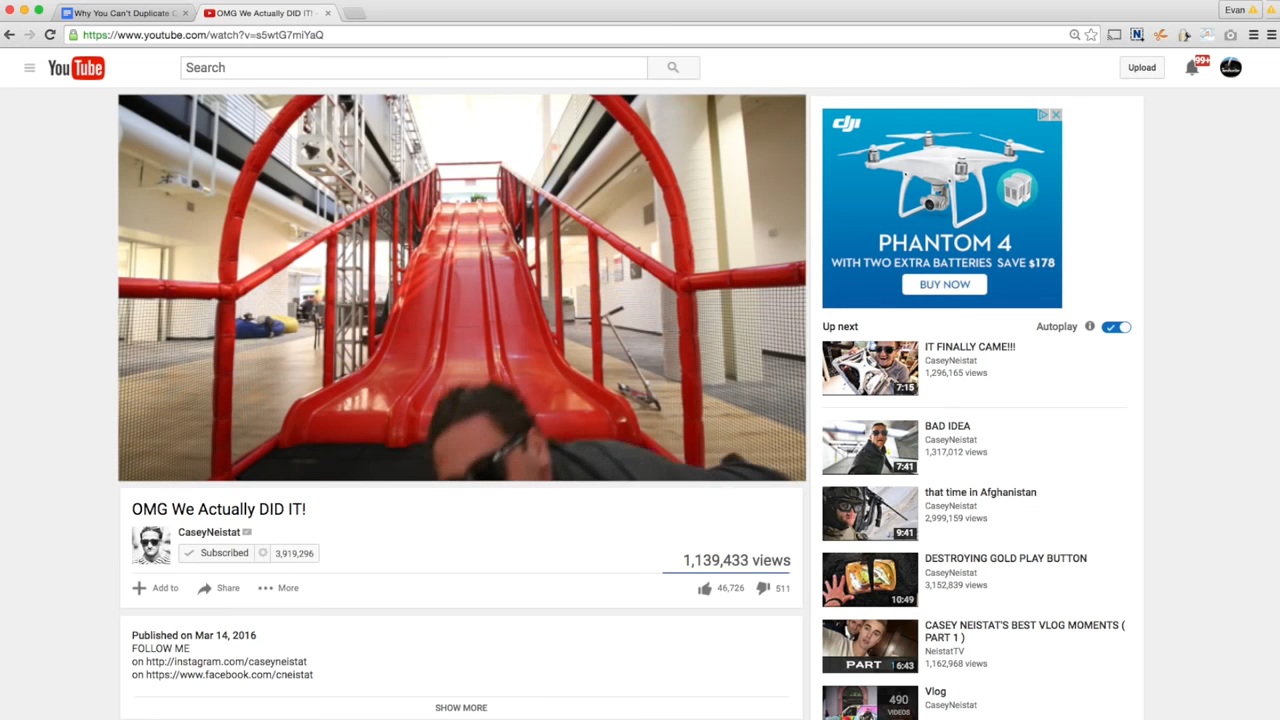 Why You Can't Duplicate C
OMG We Actually DID IT! -
Evan
https://www.youtube.com/watch?v=s5wtG7miYaQ
YouTube
Search
Upload
99+
dji
PHANTOM 4
WITH TWO EXTRA BATTERIES SAVE $178
BUY NOW
Up next
Autoplay
IT FINALLY CAME!!!
CaseyNeistat
1,296,165 views
7:15
BAD IDEA
CaseyNeistat
1,317,012 views
7:41
that time in Afghanistan
CaseyNeistat
2,999,159 views
9:41
DESTROYING GOLD PLAY BUTTON
CaseyNeistat
3,152,839 views
10:49
CASEY NEISTAT'S BEST VLOG MOMENTS (
PART 1 )
NeistatTV
1,162,968 views
PART 1 6:43
Vlog
CaseyNeistat
490
VIDEOS
OMG We Actually DID IT!
CaseyNeistat
Subscribed 3,919,296
1,139,433 views
Add to Share More
46,726 511
Published on Mar 14, 2016
FOLLOW ME
on http://instagram.com/caseyneistat
on https://www.facebook.com/cneistat
SHOW MORE